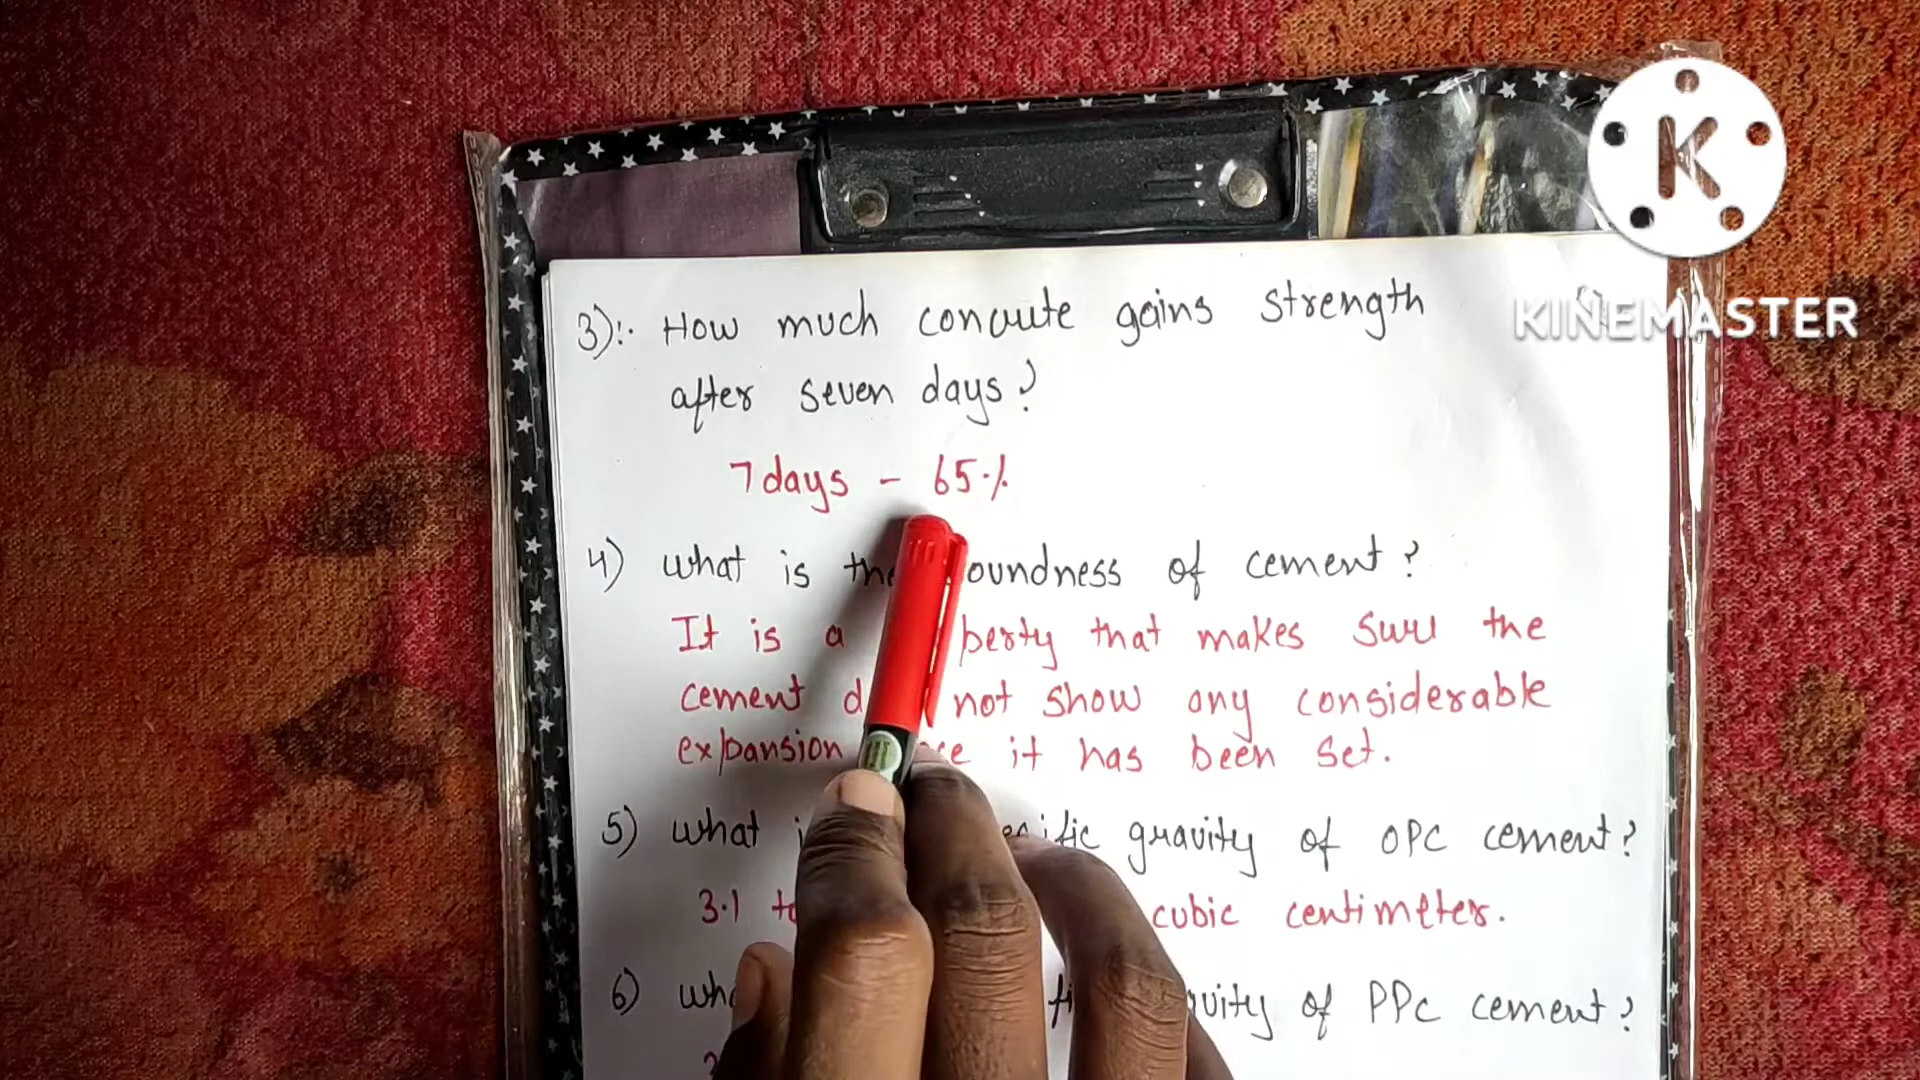 3):. How much concrete gains strength
after seven days?
7 days - 65%
4) what is the soundness of cement?
It is a property that makes sure the
cement not show any considerable
expansion it has been set.
5) what gravity of OPC cement?
3.1 cubic centimeter.
6) of PPC cement?
K
KINEMASTER